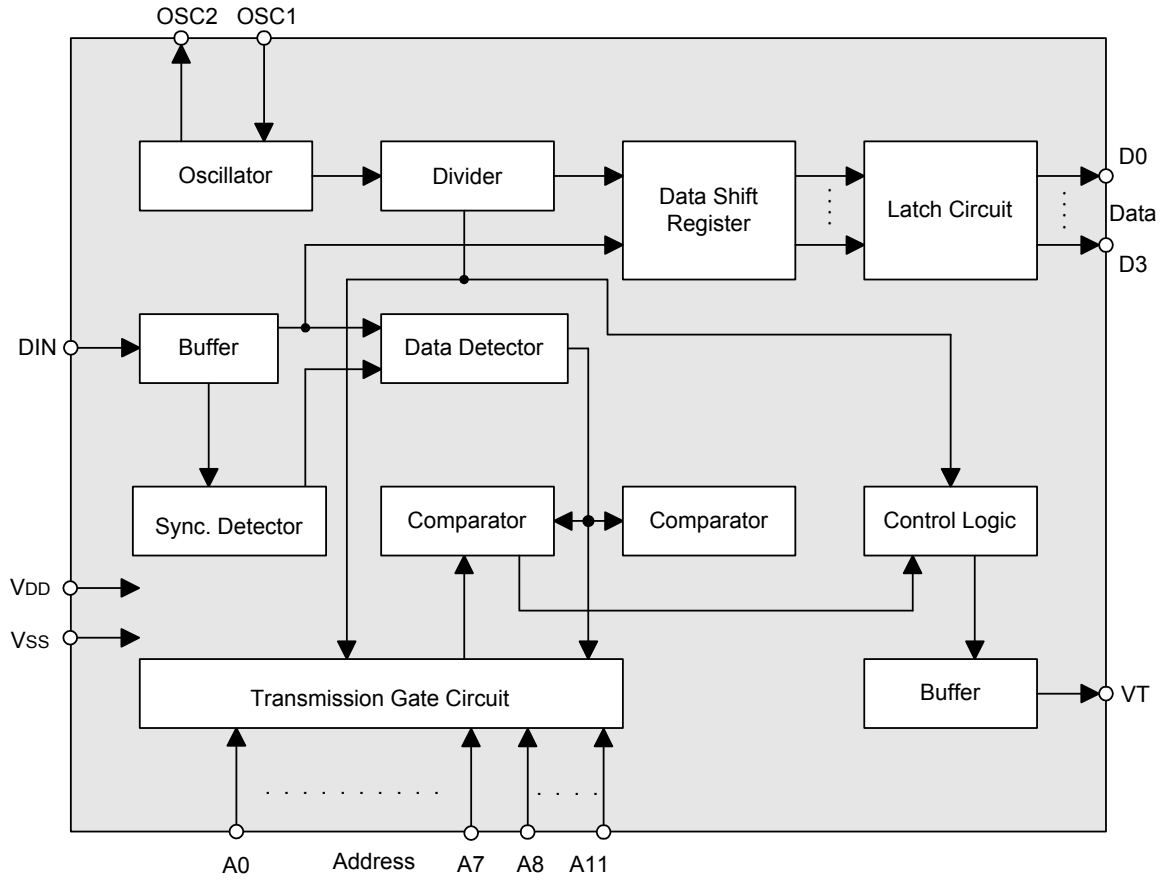 OSC2 OSC1
Oscillator
Divider
Data Shift
Register
Latch Circuit
D0
Data
D3
DIN
Buffer
Data Detector
Sync. Detector
Comparator
Comparator
Control Logic
VDD
VSS
Transmission Gate Circuit
Buffer
VT
A0 Address A7 A8 A11